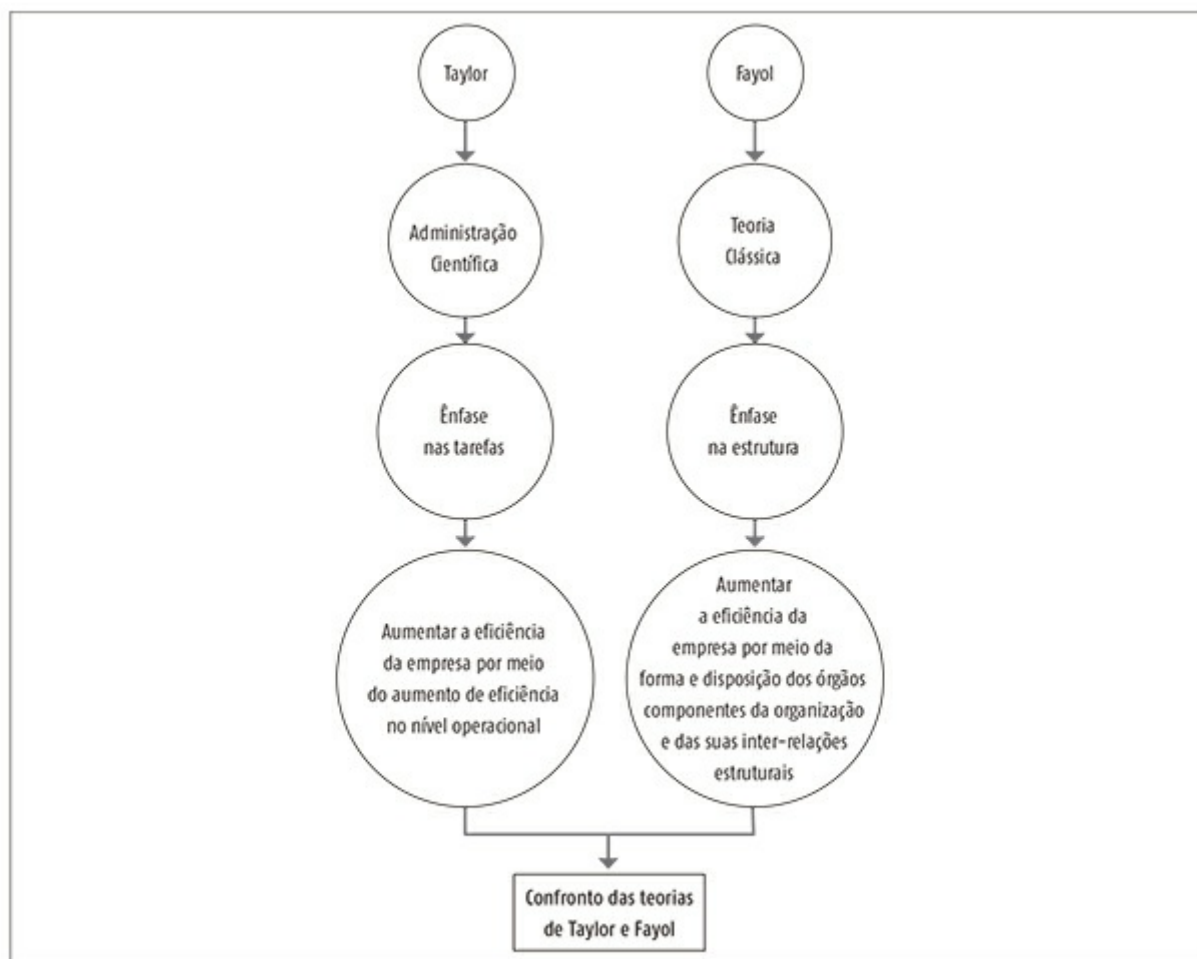 Taylor
Administração
Científica
Ênfase
nas tarefas
Aumentar a eficiência
da empresa por meio
do aumento de eficiência
no nível operacional
Fayol
Teoria
Clássica
Ênfase
na estrutura
Aumentar
a eficiência da
empresa por meio da
forma e disposição dos órgãos
componentes da organização
e das suas inter-relações
estruturais
Confronto das teorias
de Taylor e Fayol